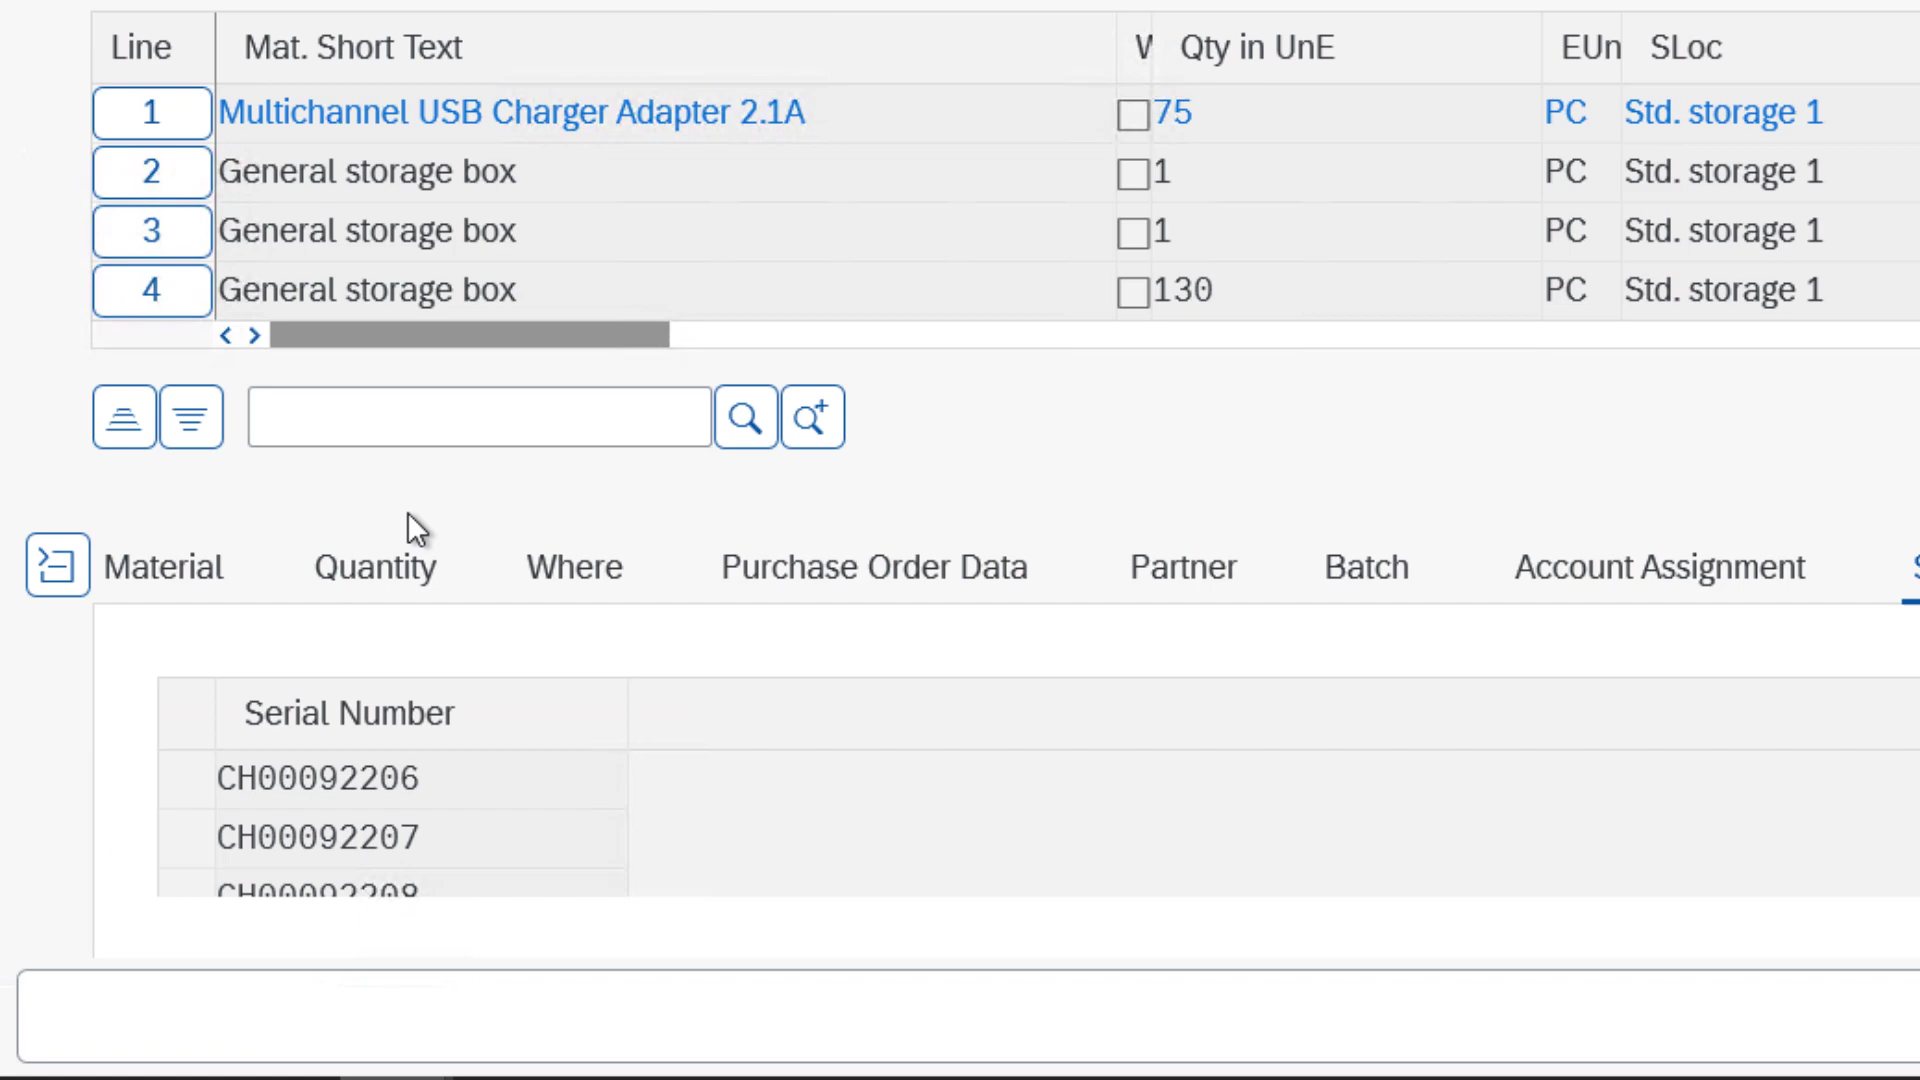 Line Mat. Short Text Qty in UnE EUn SLoc
1 Multichannel USB Charger Adapter 2.1A 75 PC Std. storage 1
2 General storage box 1 PC Std. storage 1
3 General storage box 1 PC Std. storage 1
4 General storage box 130 PC Std. storage 1
Material Quantity Where Purchase Order Data Partner Batch Account Assignment
Serial Number
CH00092206
CH00092207
CH00092208